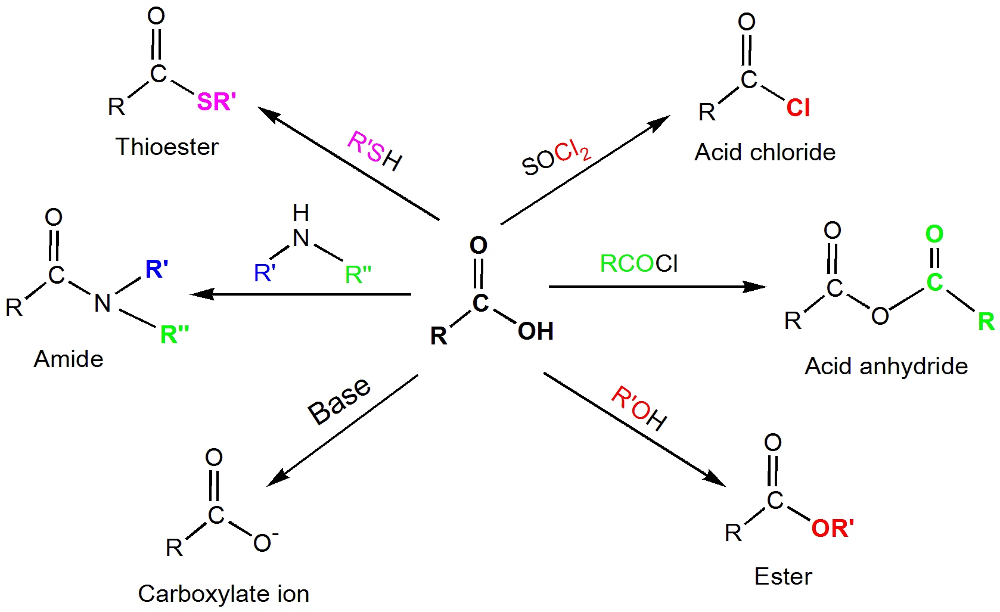 O
C
R
SR'
Thioester
O
C
R
Cl
Acid chloride
R'SH
SOCl2
O
C
R
N
R'
R"
Amide
H
N
R'
R"
O
C
R
OH
RCOCl
O
C
R
O
O
C
R
Acid anhydride
Base
R'OH
O
C
R
O-
Carboxylate ion
O
C
R
OR'
Ester